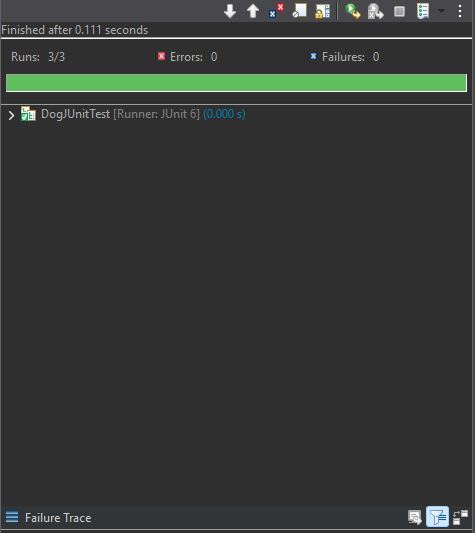 Finished after 0.111 seconds
Runs: 3/3 Errors: 0 Failures: 0
DogJUnitTest [Runner: JUnit 6] (0.000 s)
Failure Trace